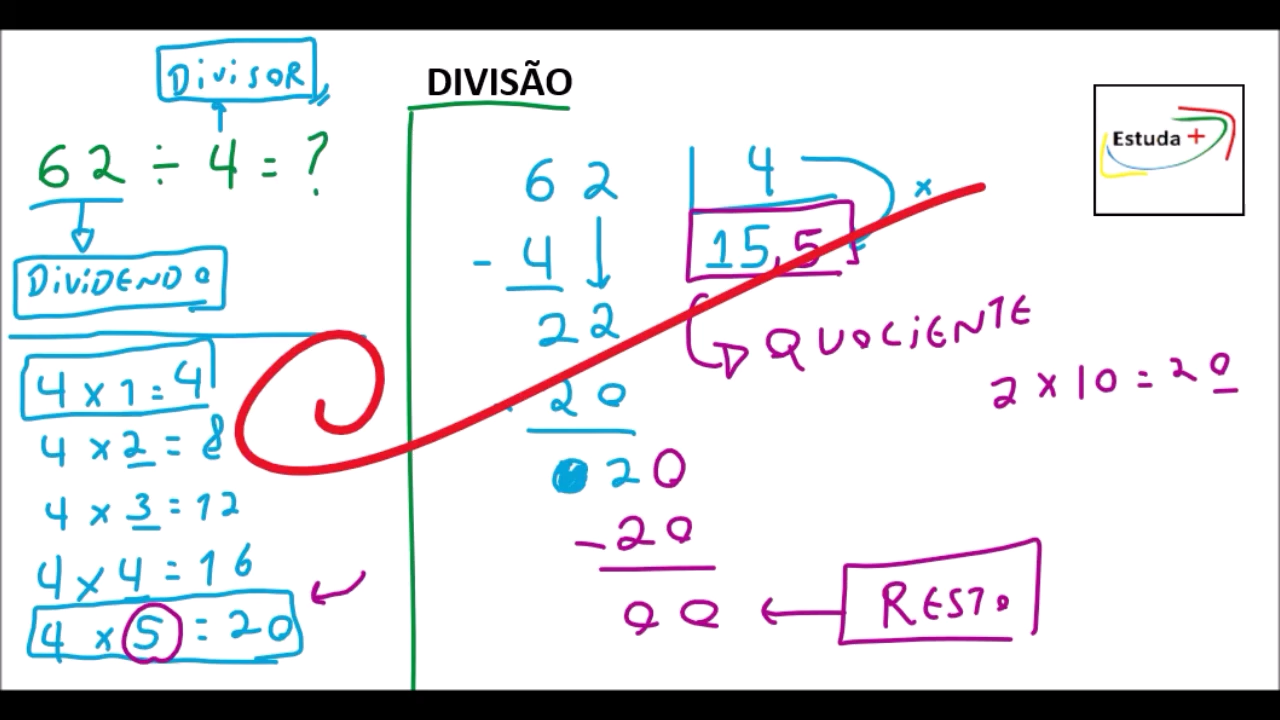 DIVISOR
62 ÷ 4 = ?
DIVIDENDO
4 x 1 = 4
4 x 2 = 8
4 x 3 = 12
4 x 4 = 16
4 x 5 = 20
DIVISÃO
62 4
x
- 4 15,5
22
QUOCIENTE
- 20
020
- 20
00
RESTO
2 x 10 = 20
Estuda +